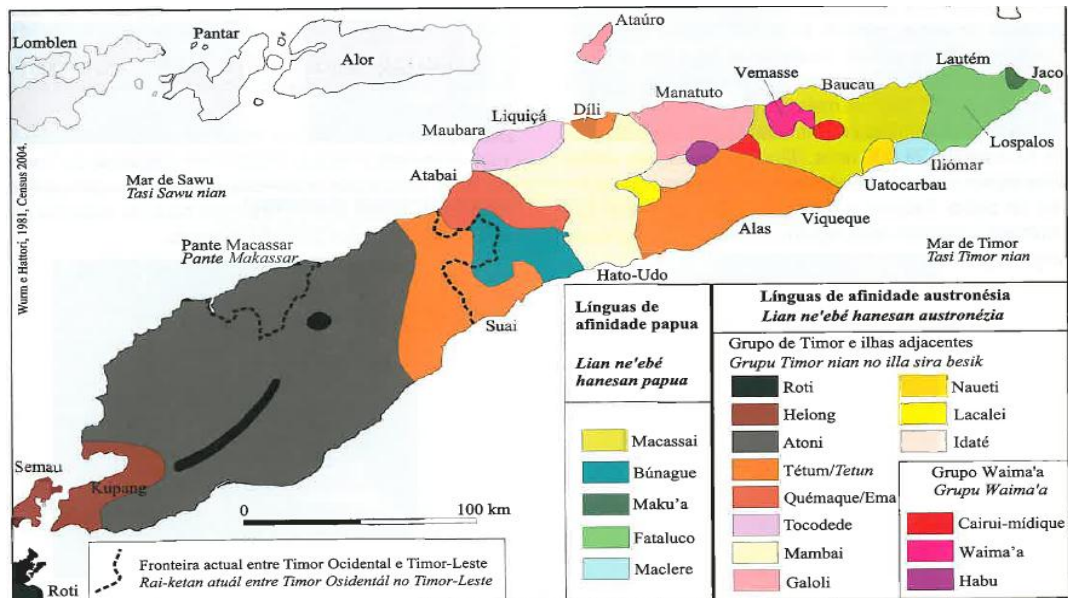 Lomblen
Pantar
Alor
Ataúro
Vemasse
Baucau
Lautém
Jaco
Manatuto
Díli
Liquiçá
Maubara
Lospalos
Iliómar
Uatocarbau
Viqueque
Alas
Atabai
Mar de Sawu
Tasi Sawu nian
Pante Macassar
Pante Makassar
Hato-Udo
Suai
Mar de Timor
Tasi Timor nian
Wurm e Hattori, 1981, Census 2004.
Semau
Kupang
Roti
0
100 km
Fronteira actual entre Timor Ocidental e Timor-Leste
Rai-ketan atuál entre Timor Osidentál no Timor-Leste
Línguas de
afinidade papua
Lian ne'ebé
hanesan papua
Macassai
Búnague
Maku'a
Fataluco
Maclere
Línguas de afinidade austronésia
Lian ne'ebé hanesan austronézia
Grupo de Timor e ilhas adjacentes
Grupu Timor nian no illa sira besik
Roti
Helong
Atoni
Tétum/Tetun
Quémaque/Ema
Tocodede
Mambai
Galoli
Naueti
Lacalei
Idaté
Grupo Waima'a
Grupu Waima'a
Cairui-mídique
Waima'a
Habu